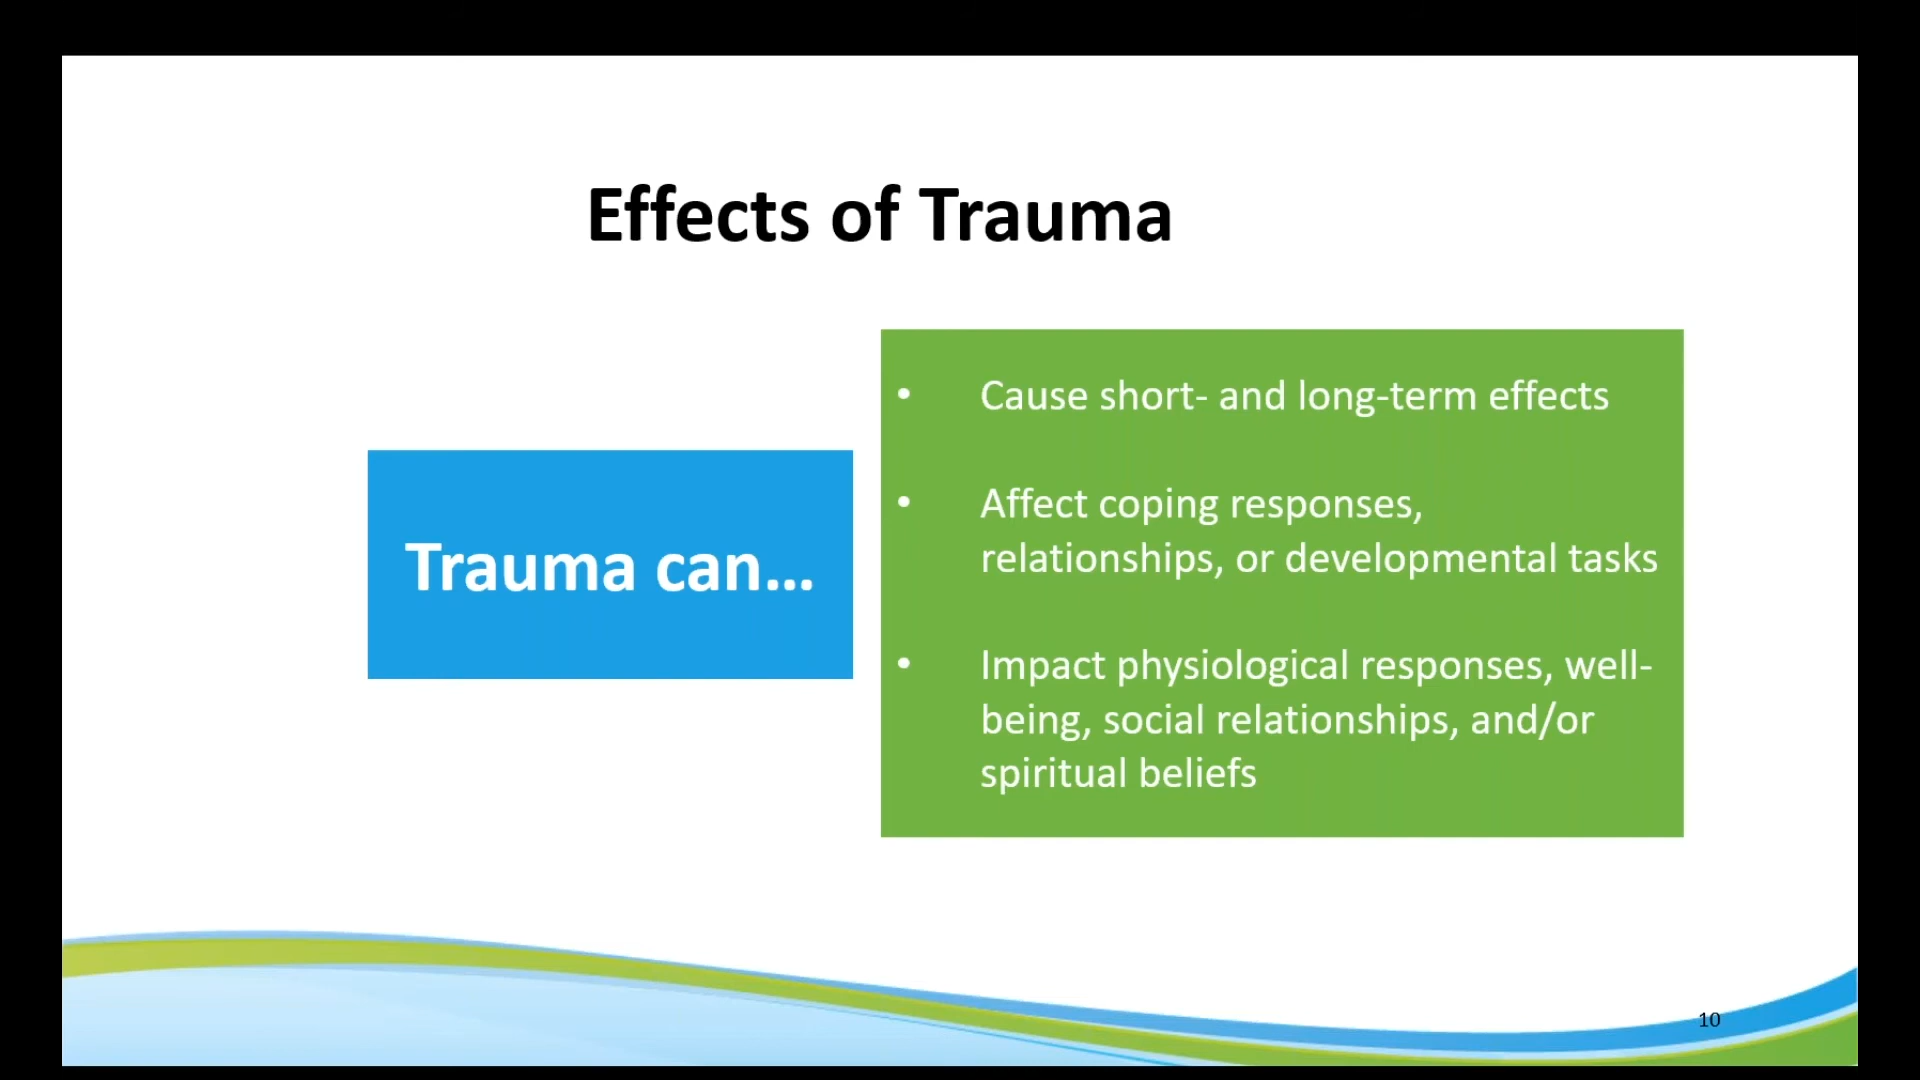 Effects of Trauma
Trauma can...
• Cause short- and long-term effects
• Affect coping responses,
relationships, or developmental tasks
• Impact physiological responses, well-
being, social relationships, and/or
spiritual beliefs
10